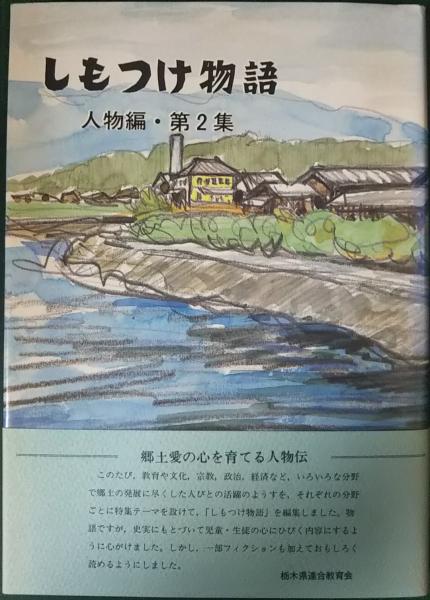 しもつけ物語
人物編・第2集
郷土愛の心を育てる人物伝
このたび，教育や文化，宗教，政治，経済など，いろいろな分野
で郷土の発展に尽くした人びとの活躍のようすを，それぞれの分野
ごとに特集テーマを設けて，「しもつけ物語」を編集しました。物
語ですが，史実にもとづいて児童・生徒の心にひびく内容にするよ
うに心がけました。しかし，一部フィクションも加えておもしろく
読めるようにしました。
栃木県連合教育会